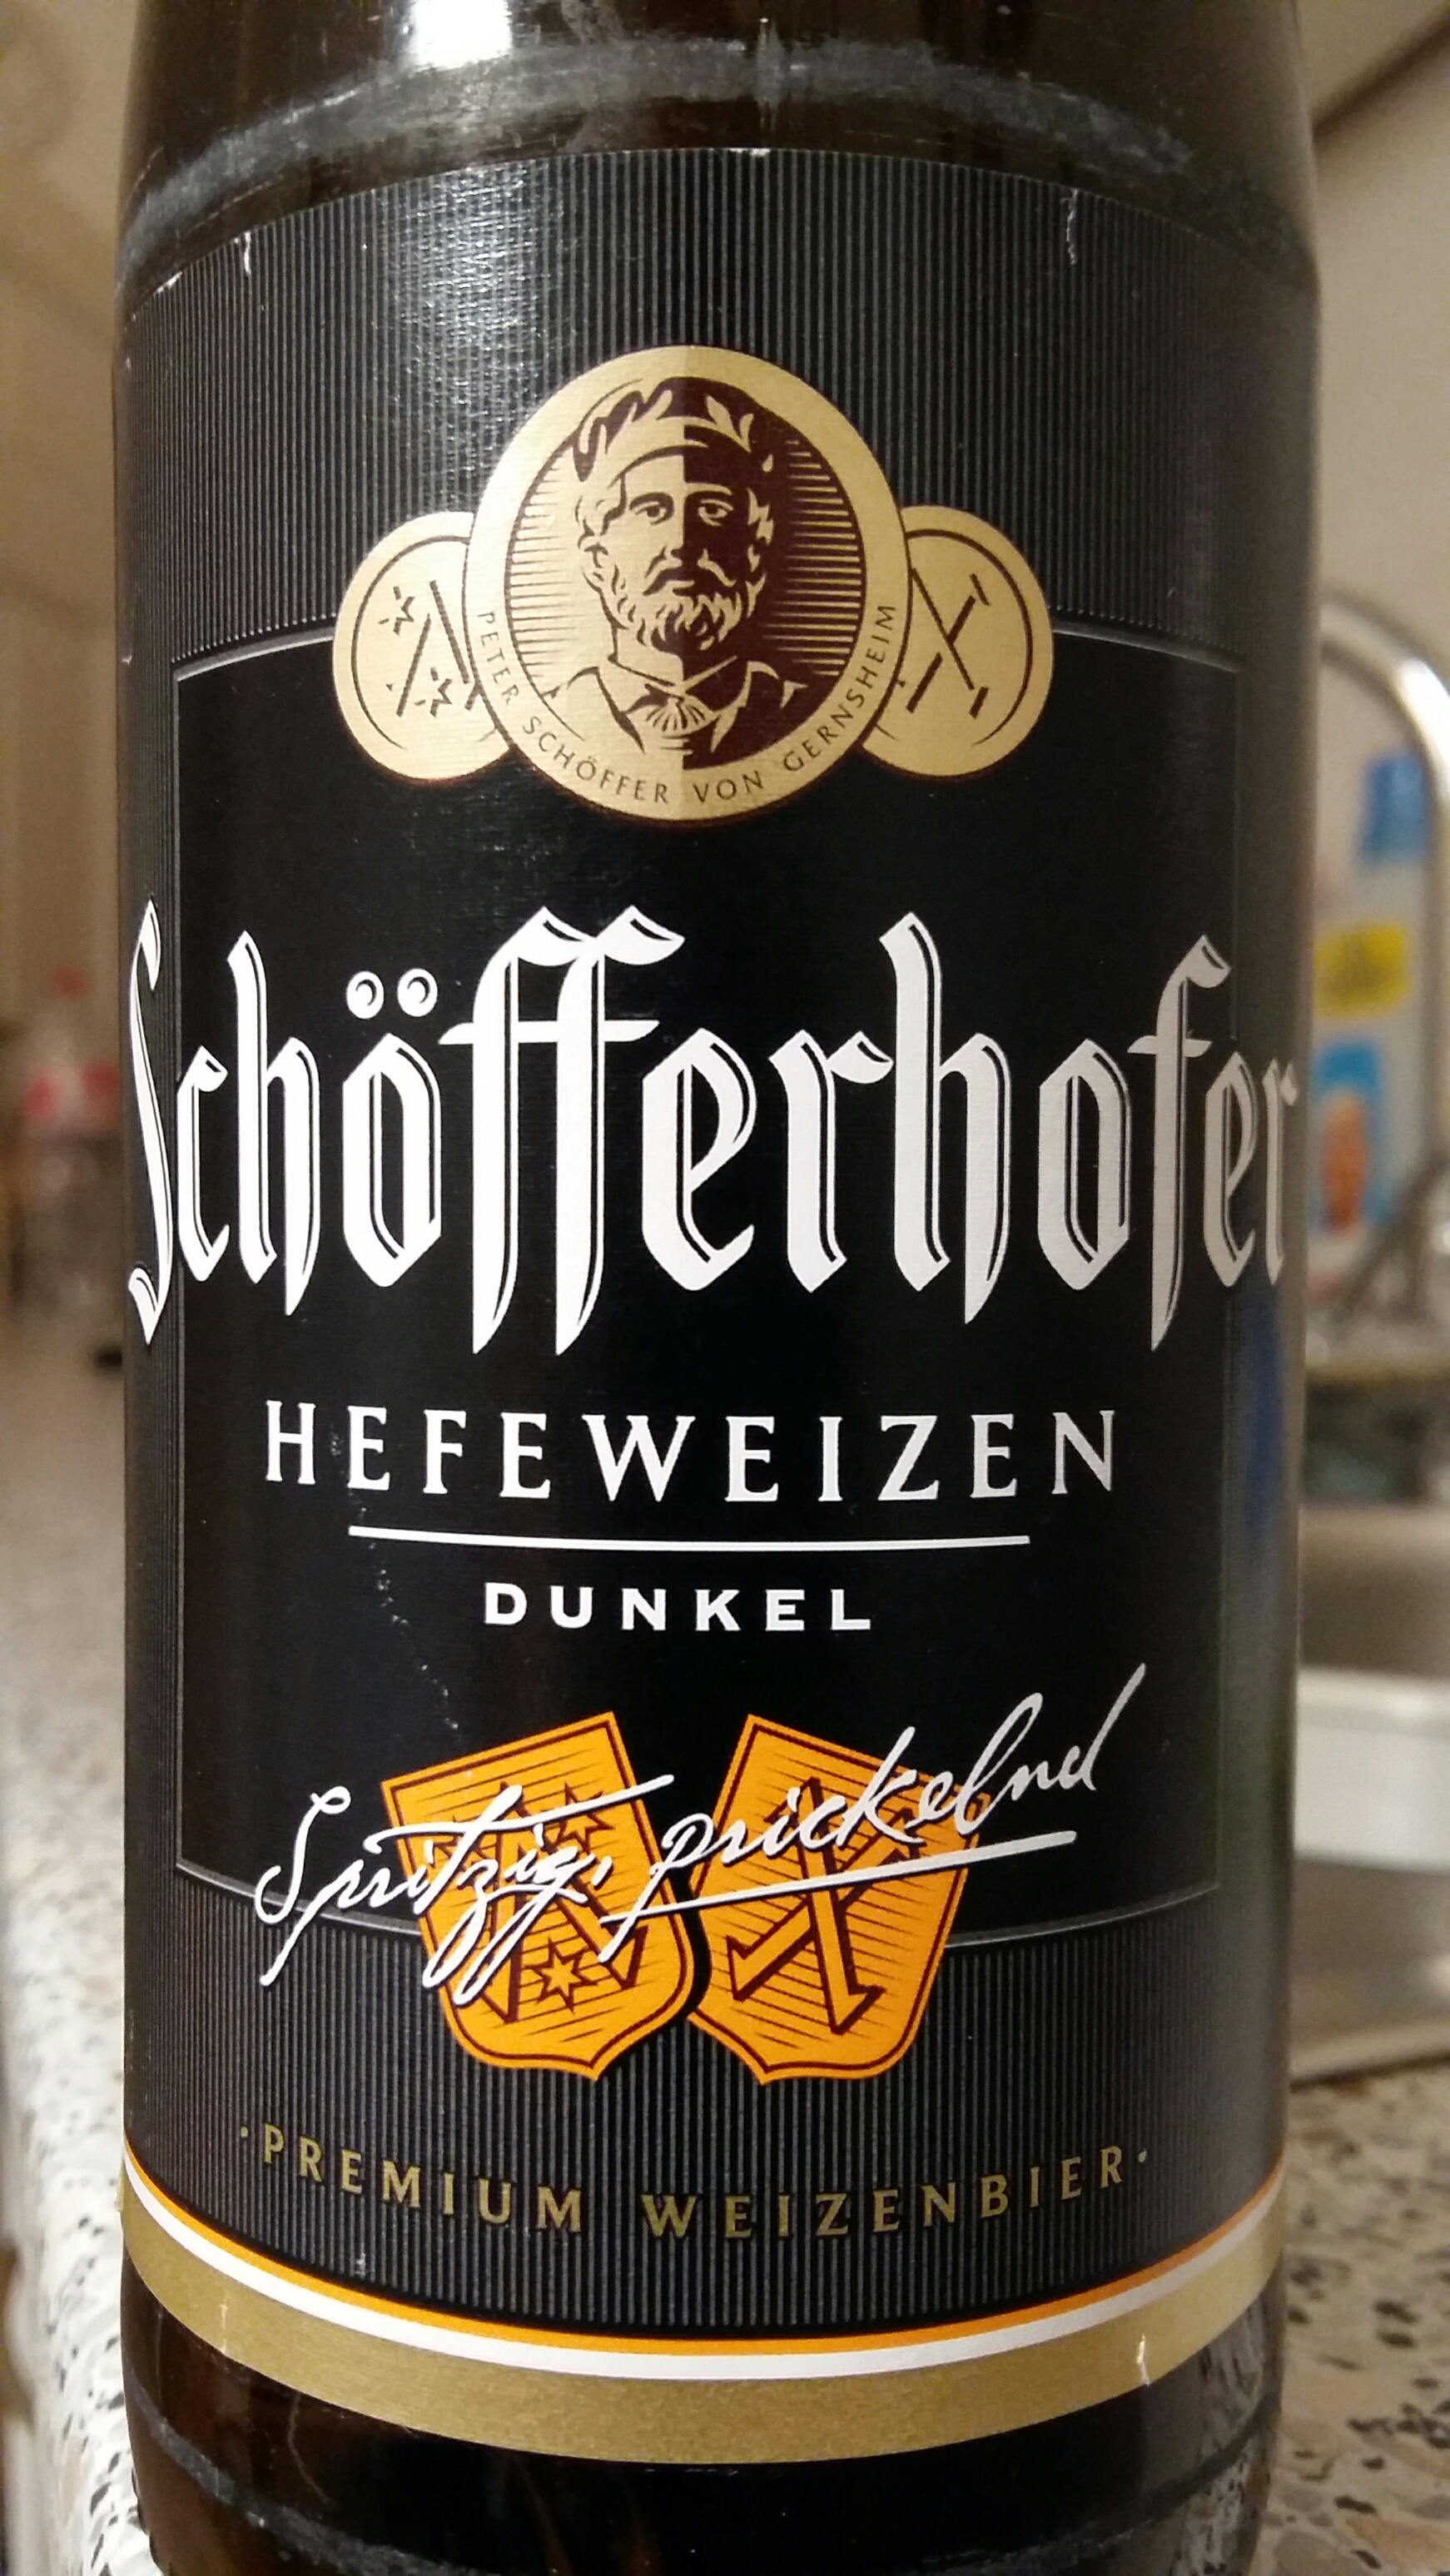 PETER SCHÖFFER VON GERNSHEIM
Schöfferhofer
HEFEWEIZEN
DUNKEL
Spritzig, prickelnd
·PREMIUM WEIZENBIER·